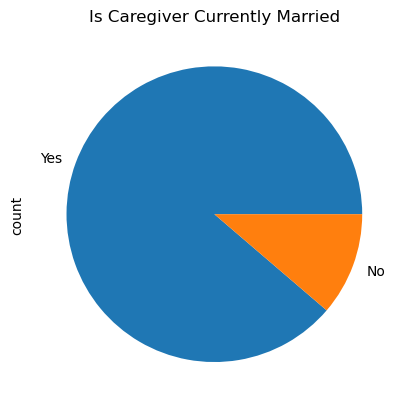 Is Caregiver Currently Married
Yes
count
No